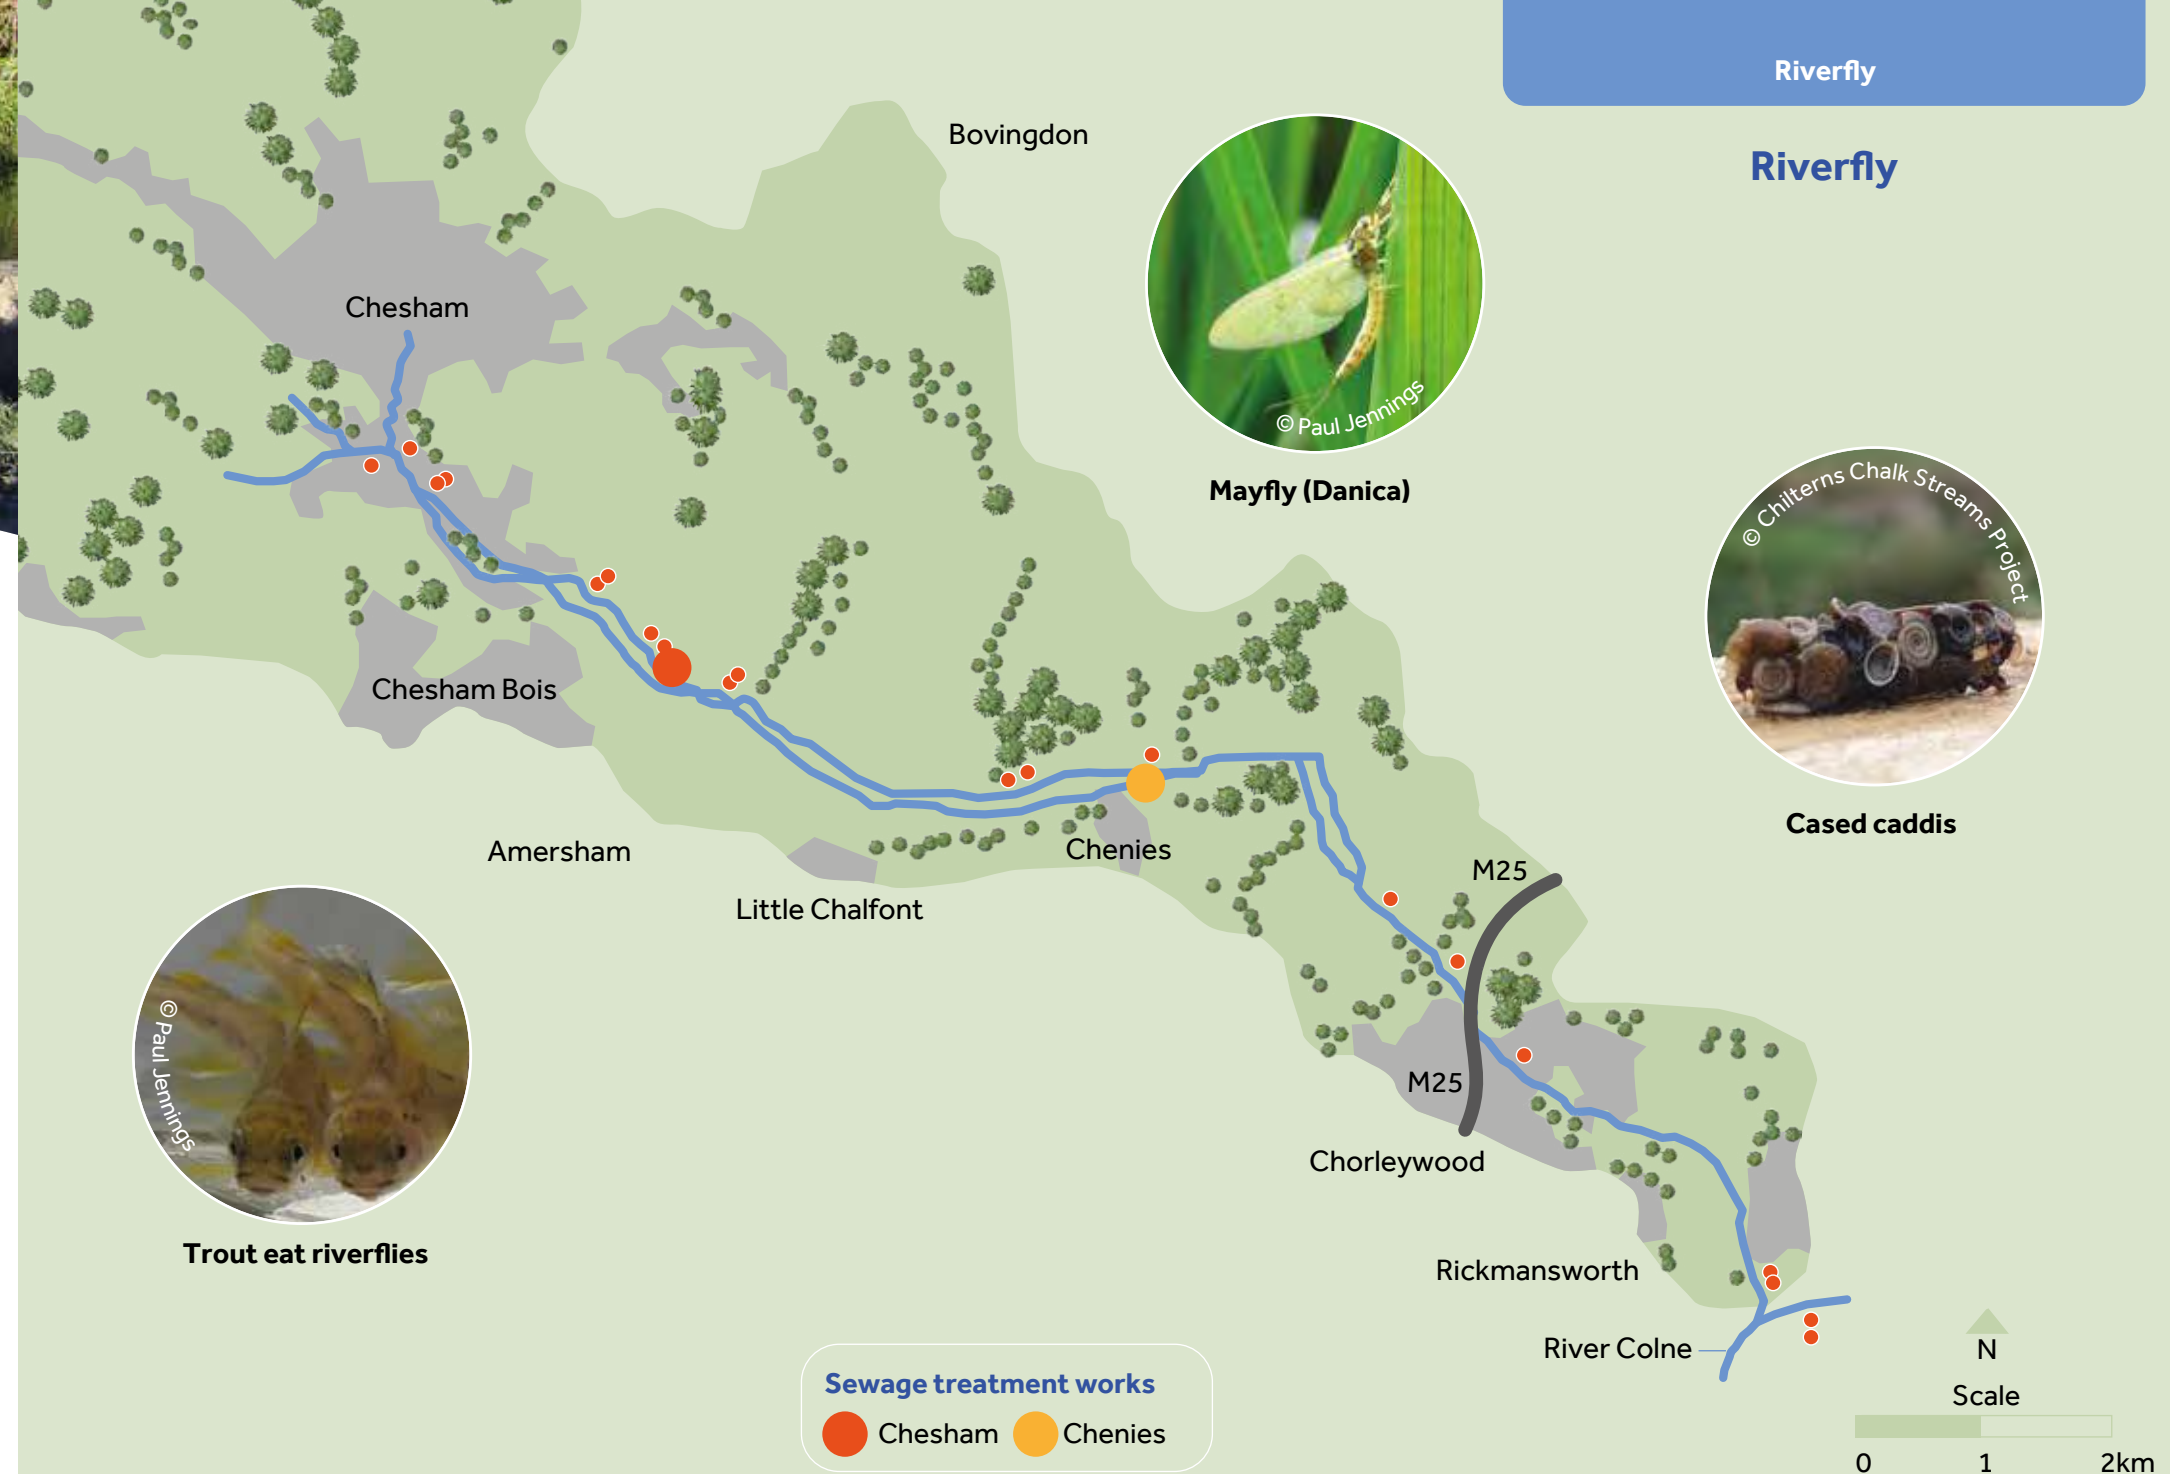 Riverfly
Riverfly
Bovingdon
Chesham
© Paul Jennings
Mayfly (Danica)
© Chilterns Chalk Streams Project
Cased caddis
Chesham Bois
Amersham
Chenies
M25
Little Chalfont
© Paul Jennings
M25
Chorleywood
Trout eat riverflies
Rickmansworth
River Colne
N
Scale
0 1 2km
Sewage treatment works
Chesham Chenies